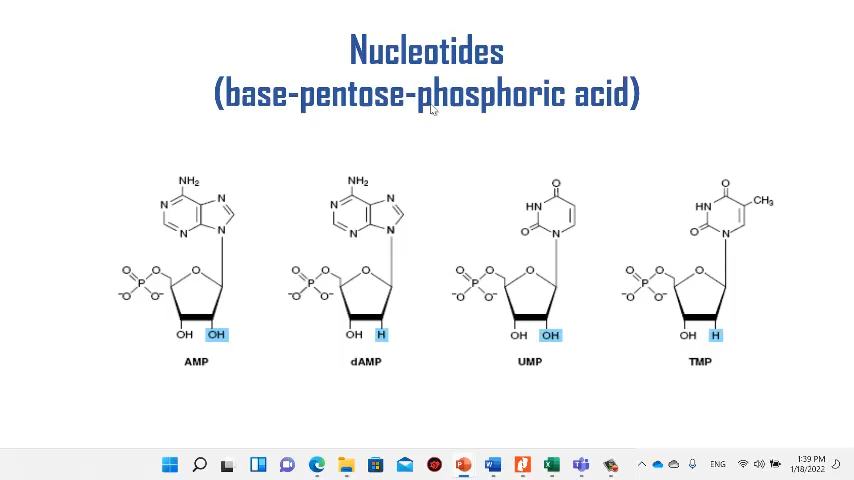 Nucleotides
(base-pentose-phosphoric acid)
NH₂ NH₂ O O
N N N N HN HN CH₃
N N N N O N O N
O O O O O O O O
P P P P
⁻O O⁻ ⁻O O⁻ ⁻O O⁻ ⁻O O⁻
OH OH OH H OH OH OH H
AMP dAMP UMP TMP
ENG 1:39 PM
1/18/2022